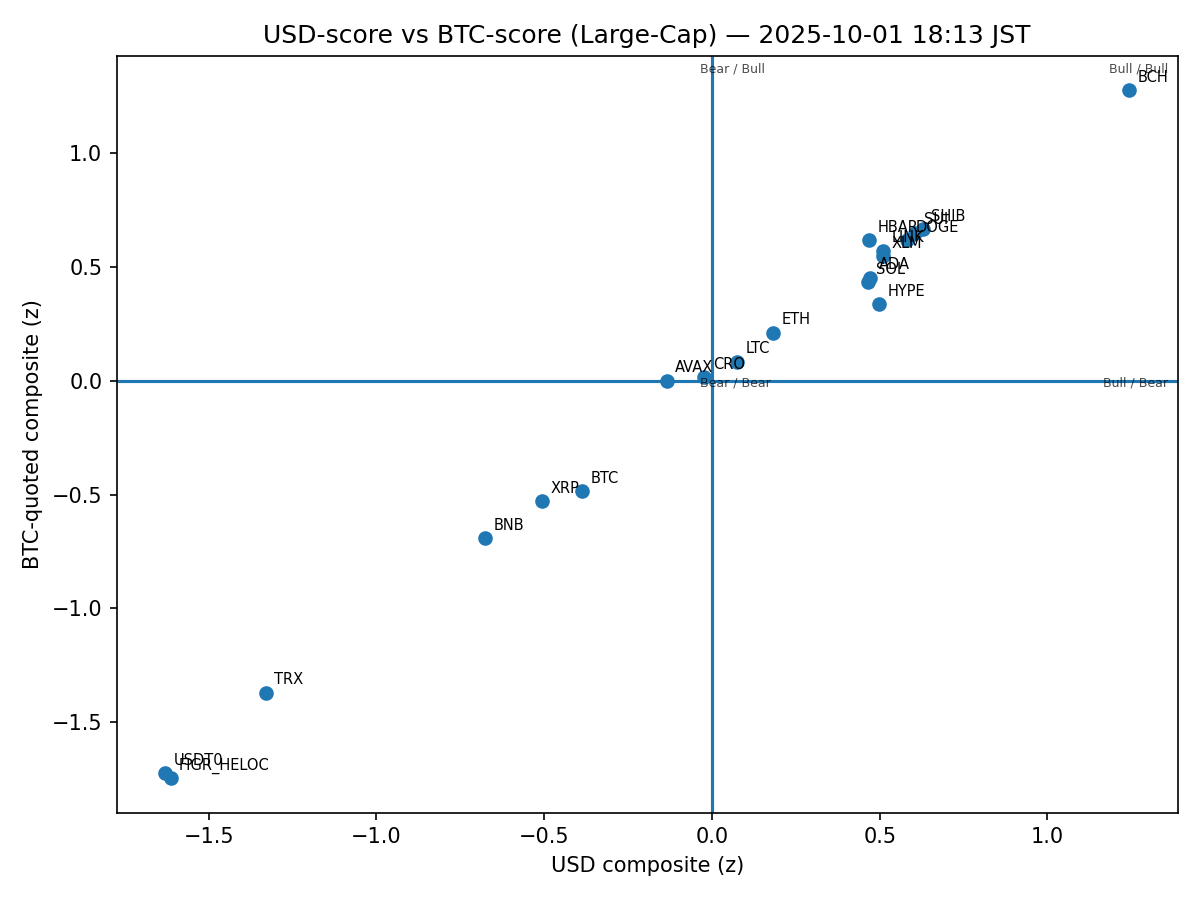 USD-score vs BTC-score (Large-Cap) — 2025-10-01 18:13 JST
Bear / Bull
Bull / Bull
BCH
1.0
SHIB
HBAR
DOGE
LINK
XLM
0.5
ADA
SOL
HYPE
ETH
LTC
AVAX
CRO
0.0
Bear / Bear
Bull / Bear
BTC
−0.5
XRP
BNB
−1.0
TRX
−1.5
USDT0
FIGR_HELOC
−1.5
−1.0
−0.5
0.0
0.5
1.0
USD composite (z)
BTC-quoted composite (z)